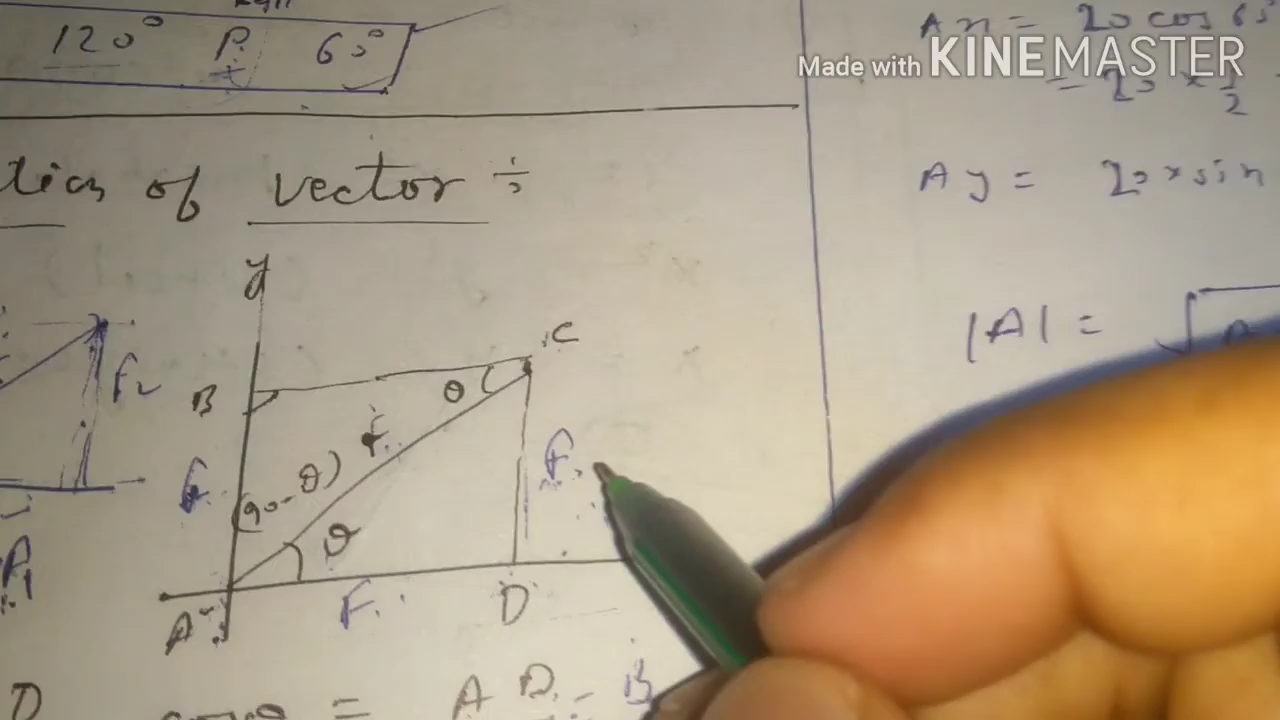 120° P. 60°
Ax = 20 cos 60
Made with KINEMASTER
= 20 × 1/2
of vector ÷
Ay = 20 × sin
y
|A| = √
C
F2
B
θ
F
F
(90-θ)
θ
F
A
D
D
= AD
B